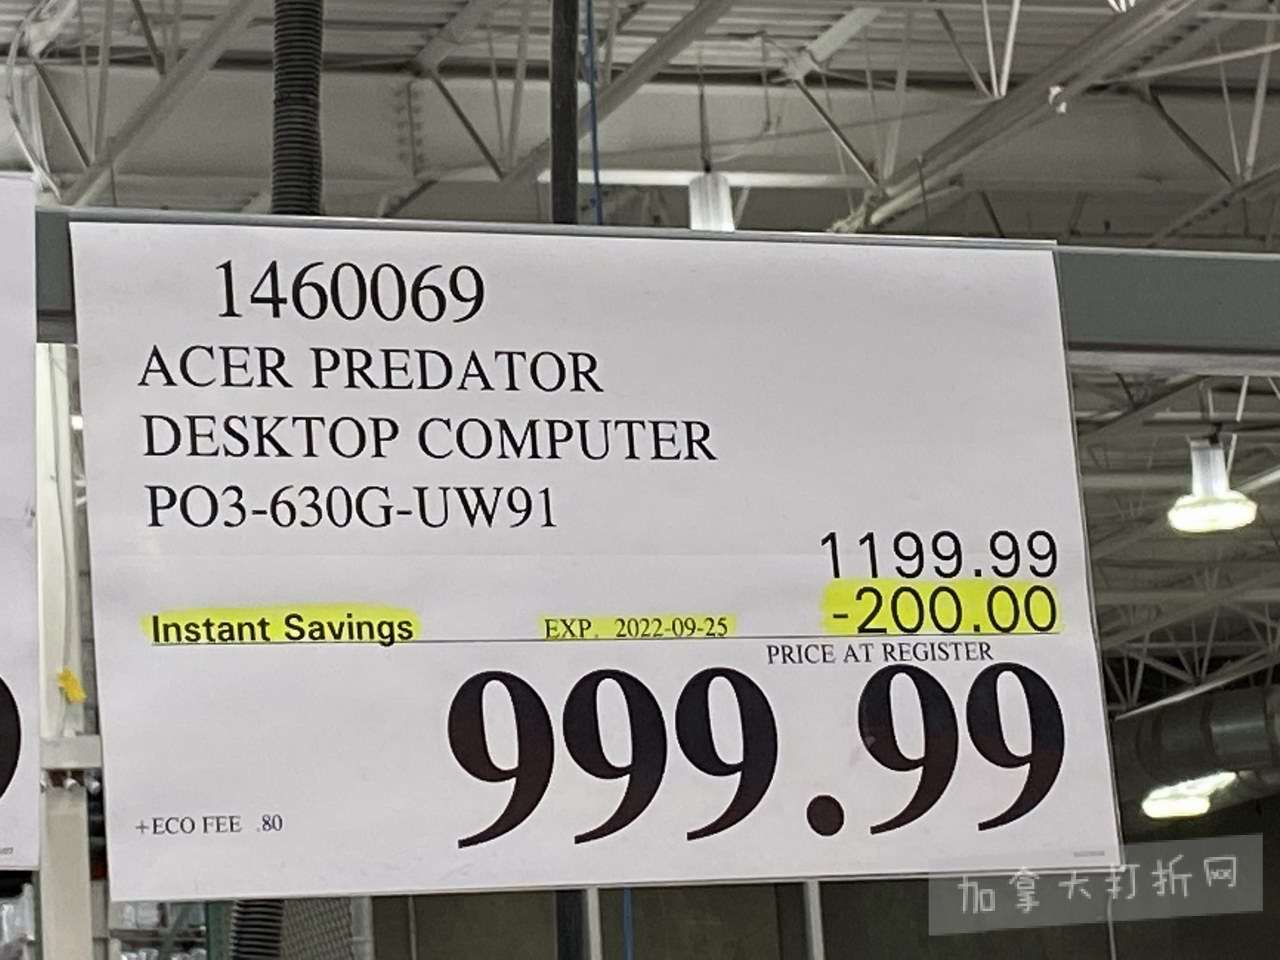 1460069
ACER PREDATOR
DESKTOP COMPUTER
PO3-630G-UW91
1199.99
Instant Savings EXP. 2022-09-25 -200.00
PRICE AT REGISTER
999.99
+ECO FEE .80
加拿大打折网